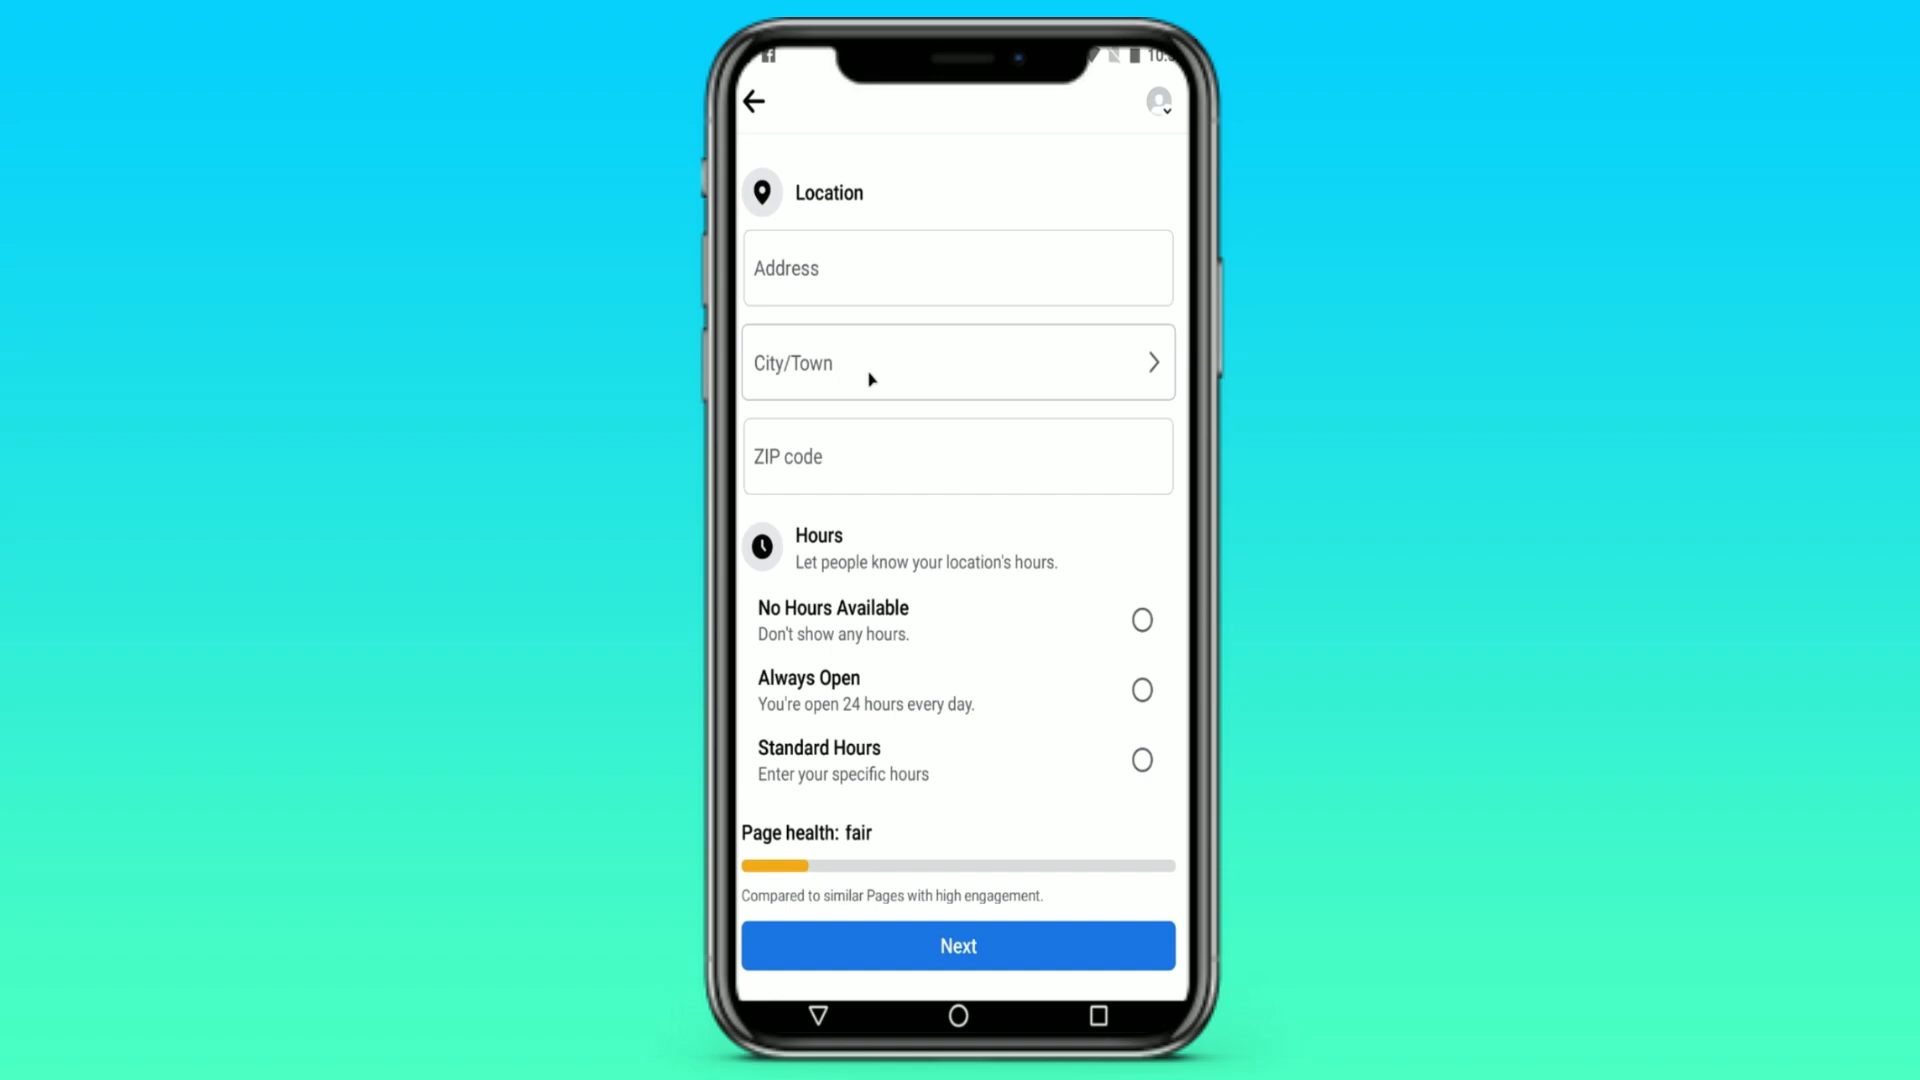 Location
Address
City/Town
ZIP code
Hours
Let people know your location's hours.
No Hours Available
Don't show any hours.
Always Open
You're open 24 hours every day.
Standard Hours
Enter your specific hours
Page health: fair
Compared to similar Pages with high engagement.
Next